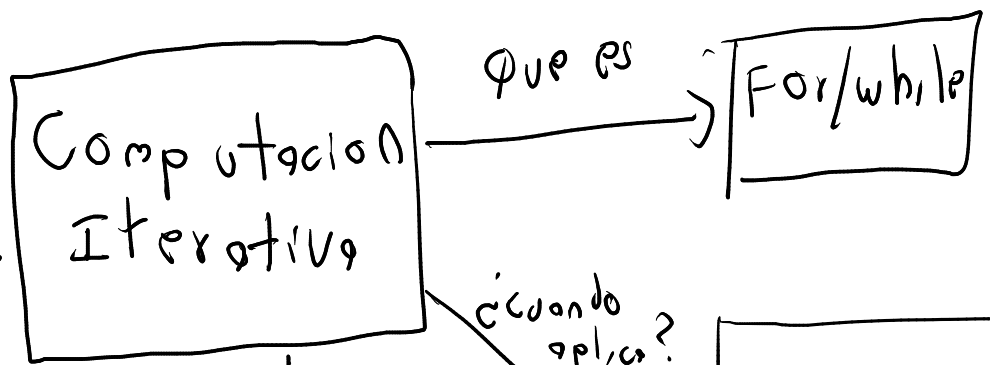 Computacion
Iterativa
Que es
For/while
¿cuando
aplica?